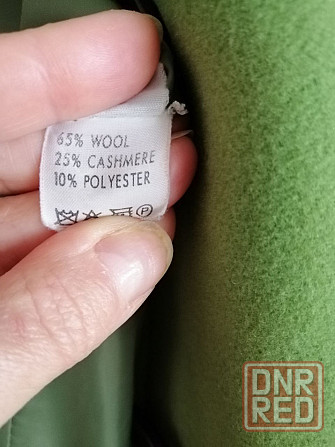 65% WOOL
25% CASHMERE
10% POLYESTER
P
DNR
RED